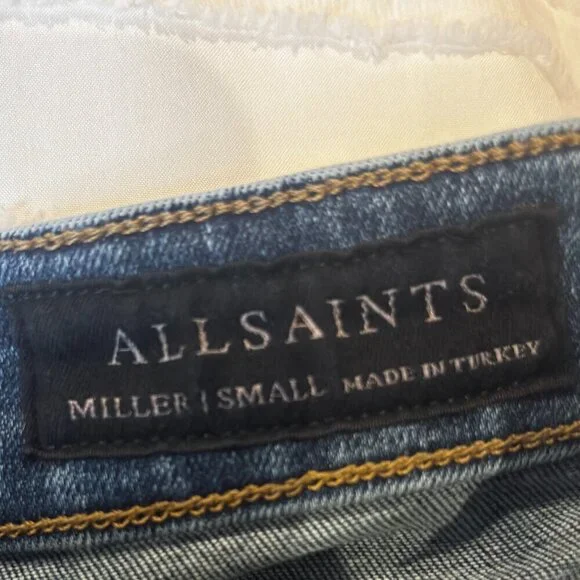 ALLSAINTS
MILLER | SMALL MADE IN TURKEY